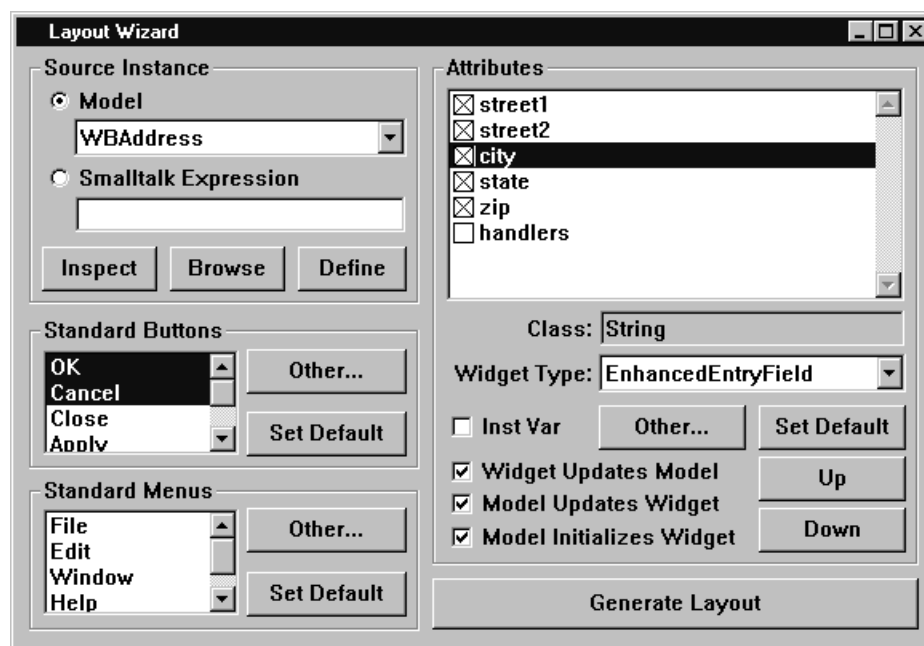 Layout Wizard
Source Instance
Model
WBAddress
Smalltalk Expression
Inspect Browse Define
Standard Buttons
OK
Cancel
Close
Apply
Other...
Set Default
Standard Menus
File
Edit
Window
Help
Other...
Set Default
Attributes
street1
street2
city
state
zip
handlers
Class: String
Widget Type: EnhancedEntryField
Inst Var Other... Set Default
Widget Updates Model
Model Updates Widget
Model Initializes Widget
Up
Down
Generate Layout